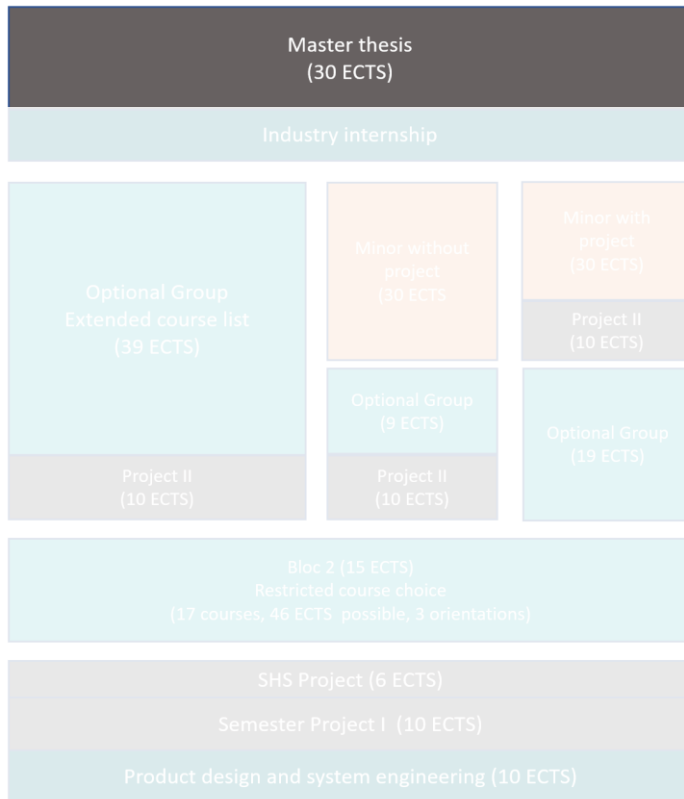 Master thesis
(30 ECTS)
Industry internship
Optional Group
Extended course list
(39 ECTS)
Project II
(10 ECTS)
Minor without
project
(30 ECTS
Optional Group
(9 ECTS)
Project II
(10 ECTS)
Minor with
project
(30 ECTS)
Project II
(10 ECTS)
Optional Group
(19 ECTS)
Bloc 2 (15 ECTS)
Restricted course choice
(17 courses, 46 ECTS possible, 3 orientations)
SHS Project (6 ECTS)
Semester Project I (10 ECTS)
Product design and system engineering (10 ECTS)